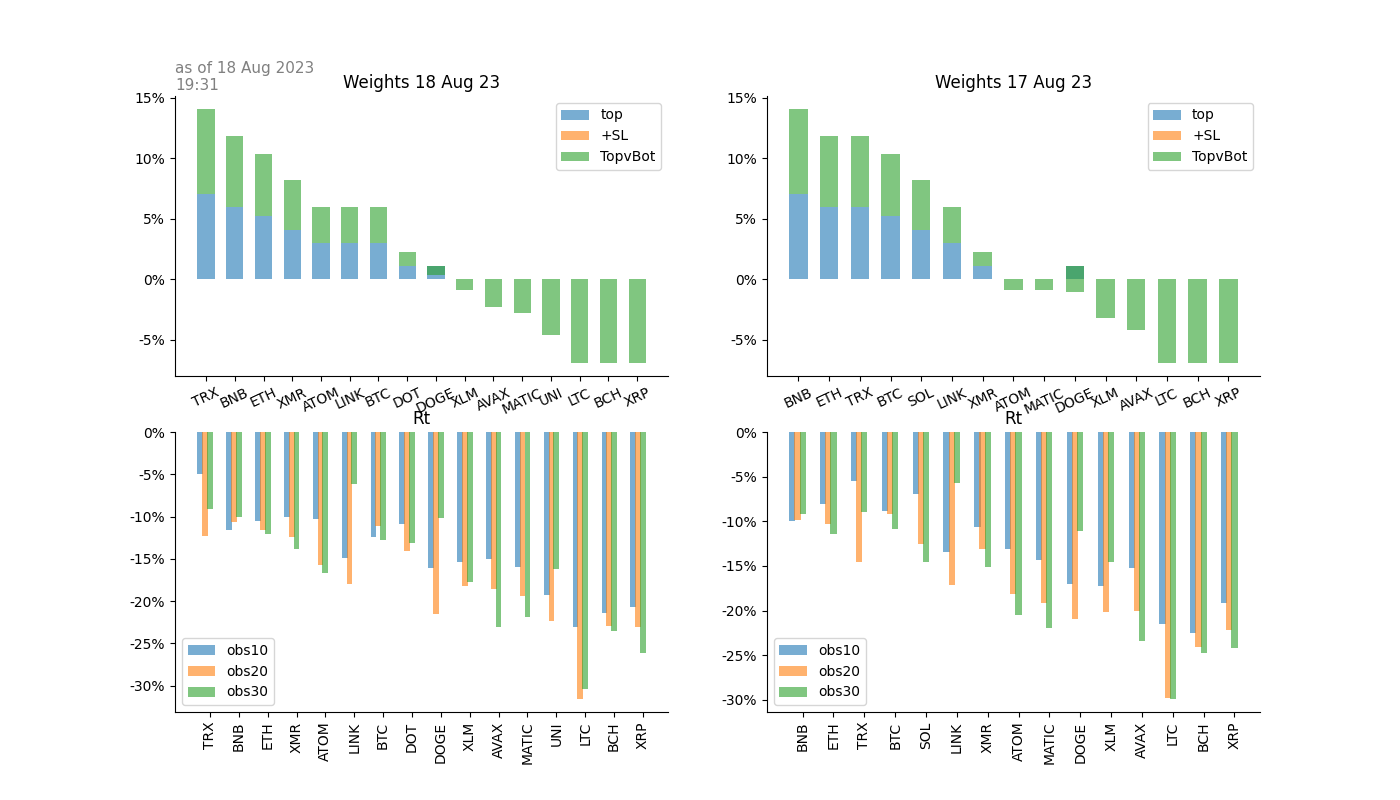 as of 18 Aug 2023
19:31
Weights 18 Aug 23
15%
10%
5%
0%
-5%
top
+SL
TopvBot
TRX BNB ETH XMR ATOM LINK BTC DOT DOGE XLM AVAX MATIC UNI LTC BCH XRP
Weights 17 Aug 23
15%
10%
5%
0%
-5%
top
+SL
TopvBot
BNB ETH TRX BTC SOL LINK XMR ATOM MATIC DOGE XLM AVAX LTC BCH XRP
Rt
0%
-5%
-10%
-15%
-20%
-25%
-30%
obs10
obs20
obs30
TRX BNB ETH XMR ATOM LINK BTC DOT DOGE XLM AVAX MATIC UNI LTC BCH XRP
Rt
0%
-5%
-10%
-15%
-20%
-25%
-30%
obs10
obs20
obs30
BNB ETH TRX BTC SOL LINK XMR ATOM MATIC DOGE XLM AVAX LTC BCH XRP